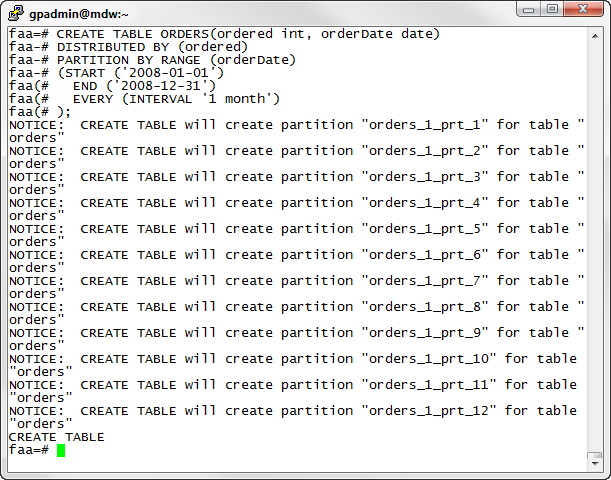 gpadmin@mdw:~
faa=# CREATE TABLE ORDERS(ordered int, orderDate date)
faa-# DISTRIBUTED BY (ordered)
faa-# PARTITION BY RANGE (orderDate)
faa-# (START ('2008-01-01')
faa(#   END ('2008-12-31')
faa(#   EVERY (INTERVAL '1 month')
faa(# );
NOTICE:  CREATE TABLE will create partition "orders_1_prt_1" for table "
orders"
NOTICE:  CREATE TABLE will create partition "orders_1_prt_2" for table "
orders"
NOTICE:  CREATE TABLE will create partition "orders_1_prt_3" for table "
orders"
NOTICE:  CREATE TABLE will create partition "orders_1_prt_4" for table "
orders"
NOTICE:  CREATE TABLE will create partition "orders_1_prt_5" for table "
orders"
NOTICE:  CREATE TABLE will create partition "orders_1_prt_6" for table "
orders"
NOTICE:  CREATE TABLE will create partition "orders_1_prt_7" for table "
orders"
NOTICE:  CREATE TABLE will create partition "orders_1_prt_8" for table "
orders"
NOTICE:  CREATE TABLE will create partition "orders_1_prt_9" for table "
orders"
NOTICE:  CREATE TABLE will create partition "orders_1_prt_10" for table
"orders"
NOTICE:  CREATE TABLE will create partition "orders_1_prt_11" for table
"orders"
NOTICE:  CREATE TABLE will create partition "orders_1_prt_12" for table
"orders"
CREATE TABLE
faa=#